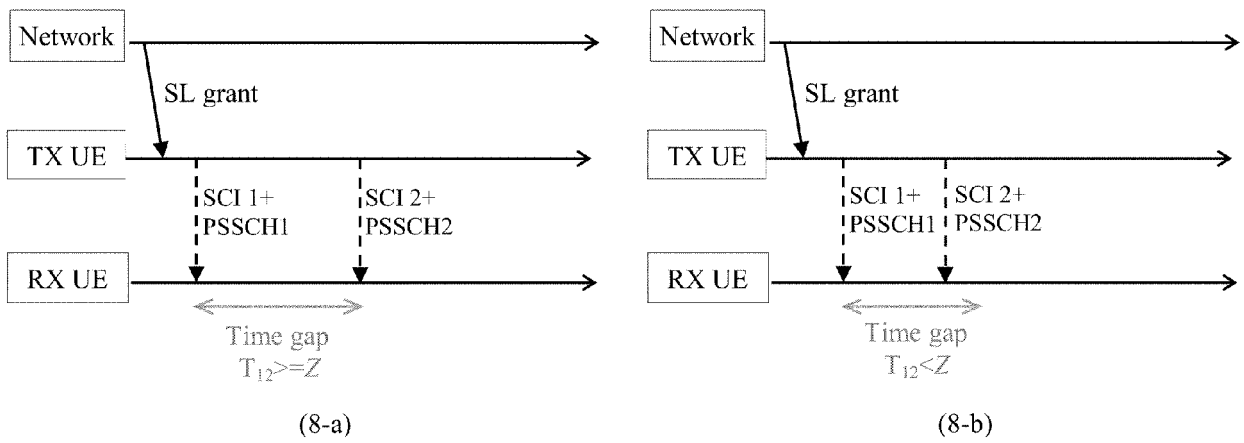 Network
SL grant
TX UE
SCI 1+
PSSCH1
SCI 2+
PSSCH2
RX UE
Time gap
T₁₂>=Z
(8-a)
Network
SL grant
TX UE
SCI 1+
PSSCH1
SCI 2+
PSSCH2
RX UE
Time gap
T₁₂<Z
(8-b)